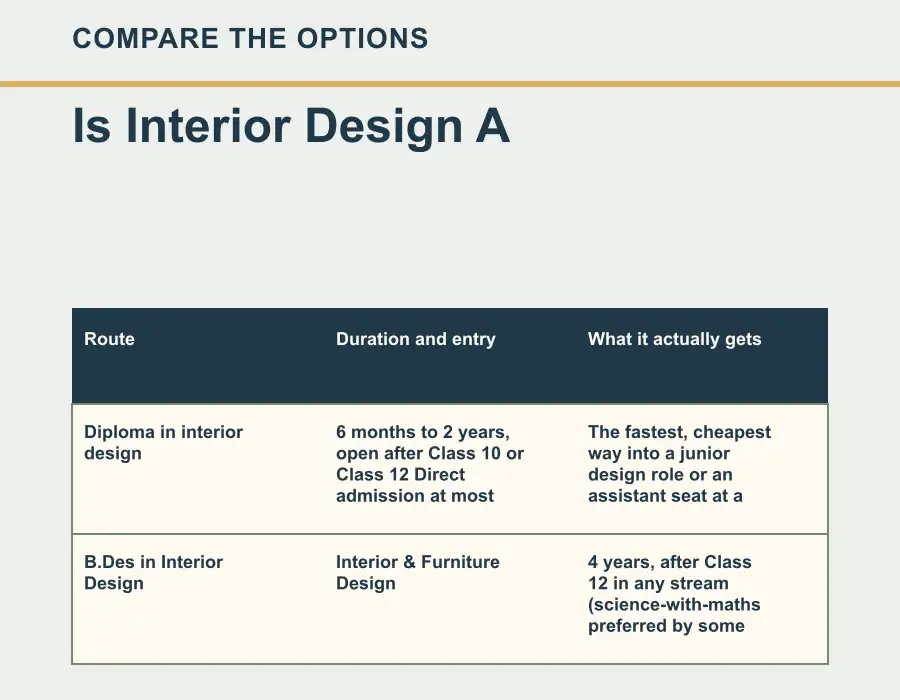 COMPARE THE OPTIONS
Is Interior Design A
Route
Duration and entry
What it actually gets
Diploma in interior
design
6 months to 2 years,
open after Class 10 or
Class 12 Direct
admission at most
The fastest, cheapest
way into a junior
design role or an
assistant seat at a
B.Des in Interior
Design
Interior & Furniture
Design
4 years, after Class
12 in any stream
(science-with-maths
preferred by some